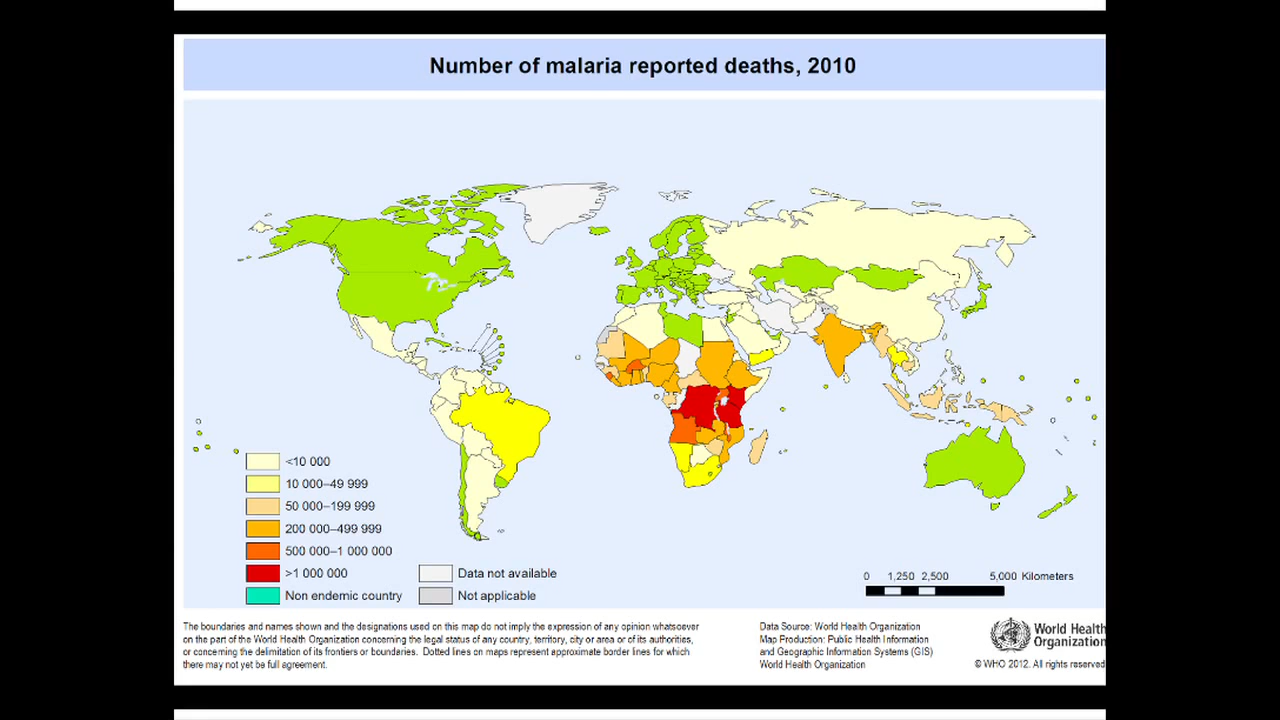 Number of malaria reported deaths, 2010
<10 000
10 000–49 999
50 000–199 999
200 000–499 999
500 000–1 000 000
>1 000 000
Non endemic country
Data not available
Not applicable
0 1,250 2,500 5,000 Kilometers
The boundaries and names shown and the designations used on this map do not imply the expression of any opinion whatsoever
on the part of the World Health Organization concerning the legal status of any country, territory, city or area or of its authorities,
or concerning the delimitation of its frontiers or boundaries. Dotted lines on maps represent approximate border lines for which
there may not yet be full agreement.
Data Source: World Health Organization
Map Production: Public Health Information
and Geographic Information Systems (GIS)
World Health Organization
World Health
Organization
© WHO 2012. All rights reserved